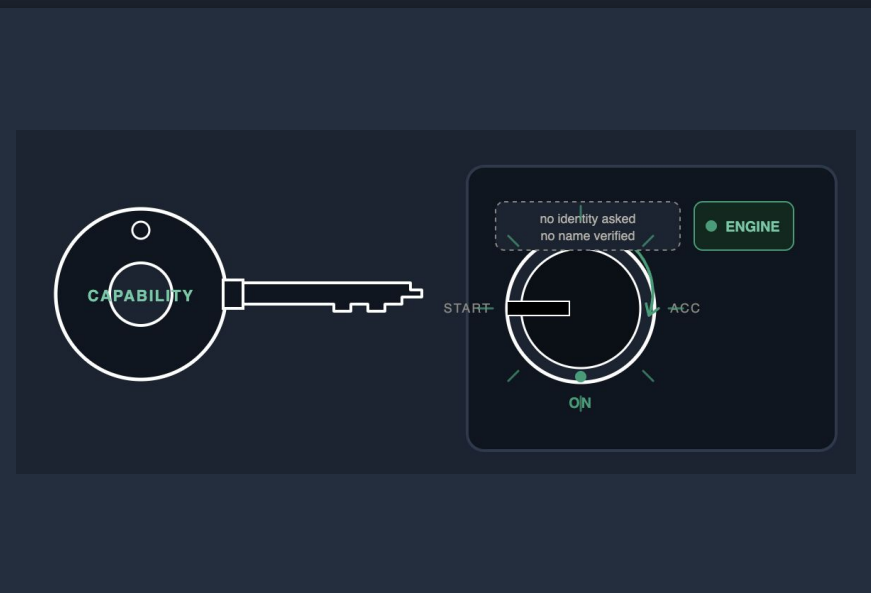 CAPABILITY
no identity asked
no name verified
ENGINE
START
ACC
ON